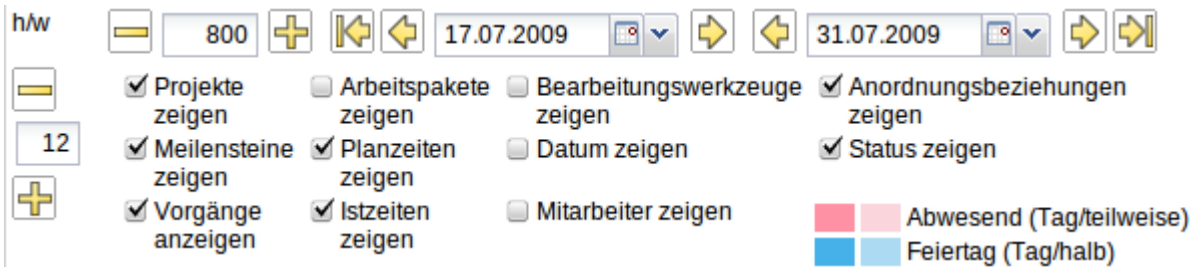 h/w
800 17.07.2009 31.07.2009
Projekte zeigen
Arbeitspakete zeigen
Bearbeitungswerkzeuge zeigen
Anordnungsbeziehungen zeigen
12
Meilensteine zeigen
Planzeiten zeigen
Datum zeigen
Status zeigen
Vorgänge anzeigen
Istzeiten zeigen
Mitarbeiter zeigen
Abwesend (Tag/teilweise)
Feiertag (Tag/halb)